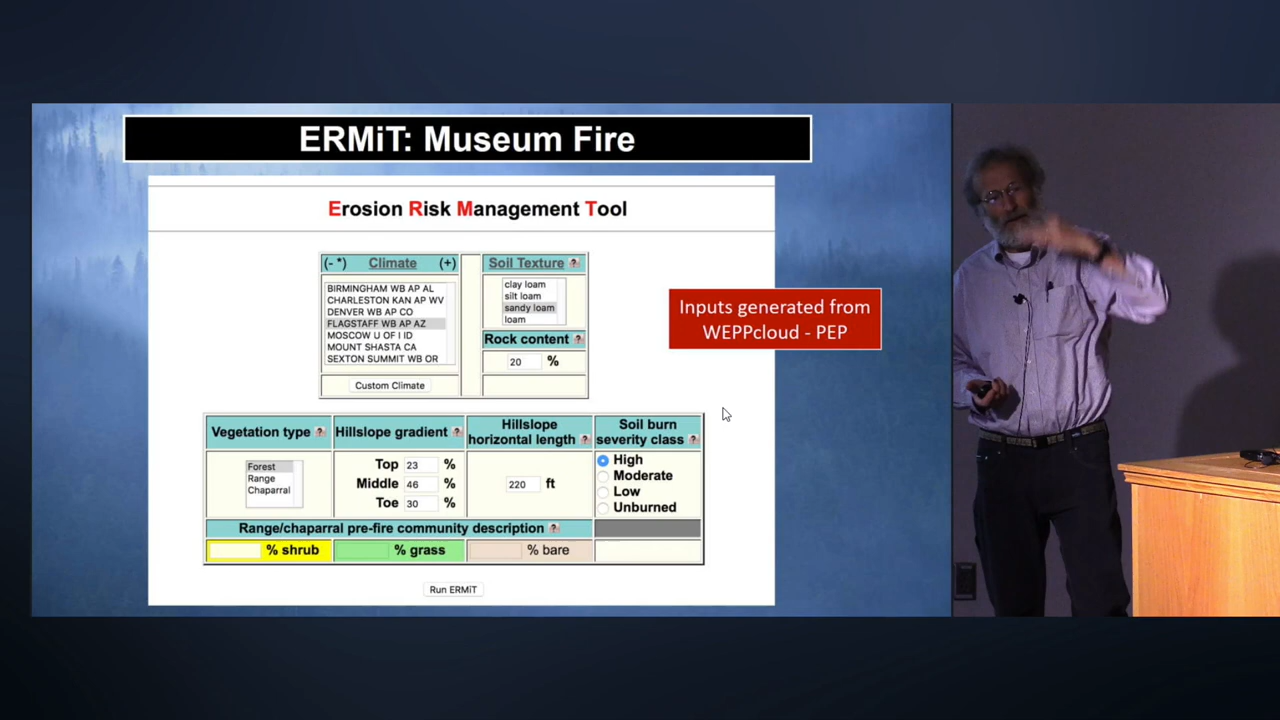 ERMiT: Museum Fire
Erosion Risk Management Tool
(- *) Climate (+)
BIRMINGHAM WB AP AL
CHARLESTON KAN AP WV
DENVER WB AP CO
FLAGSTAFF WB AP AZ
MOSCOW U OF I ID
MOUNT SHASTA CA
SEXTON SUMMIT WB OR
Custom Climate
Soil Texture ?
clay loam
silt loam
sandy loam
loam
Rock content ?
20 %
Inputs generated from
WEPPcloud - PEP
Vegetation type ?
Forest
Range
Chaparral
Hillslope gradient ?
Top 23 %
Middle 46 %
Toe 30 %
Hillslope
horizontal length ?
220 ft
Soil burn
severity class ?
High
Moderate
Low
Unburned
Range/chaparral pre-fire community description ?
% shrub % grass % bare
Run ERMiT